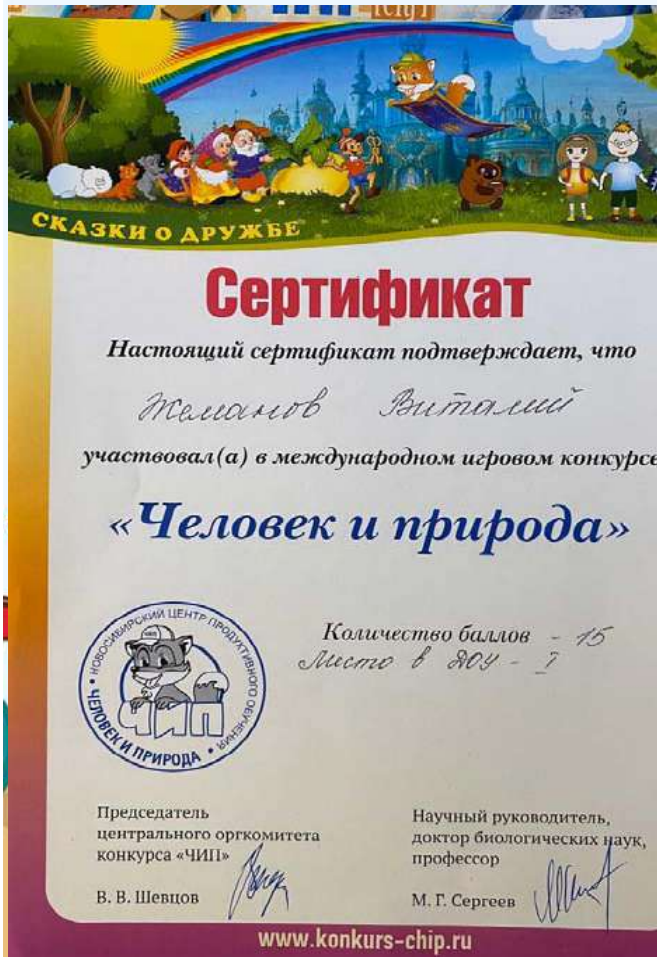 СКАЗКИ О ДРУЖБЕ
Сертификат
Настоящий сертификат подтверждает, что
Жеманов Виталий
участвовал(а) в международном игровом конкурсе
«Человек и природа»
НОВОСИБИРСКИЙ ЦЕНТР ПРОДУКТИВНОГО ОБУЧЕНИЯ
ЧИП
ЧЕЛОВЕК И ПРИРОДА
Количество баллов - 15
Место в ДОУ - I
Председатель
центрального оргкомитета
конкурса «ЧИП»
В. В. Шевцов
Научный руководитель,
доктор биологических наук,
профессор
М. Г. Сергеев
www.konkurs-chip.ru